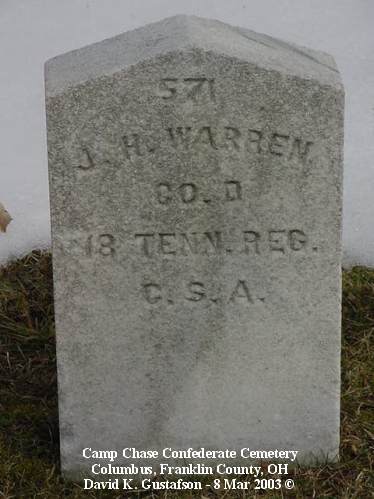 571
J. H. WARREN
CO. D
18 TENN. REG.
C. S. A.
Camp Chase Confederate Cemetery
Columbus, Franklin County, OH
David K. Gustafson - 8 Mar 2003 ©